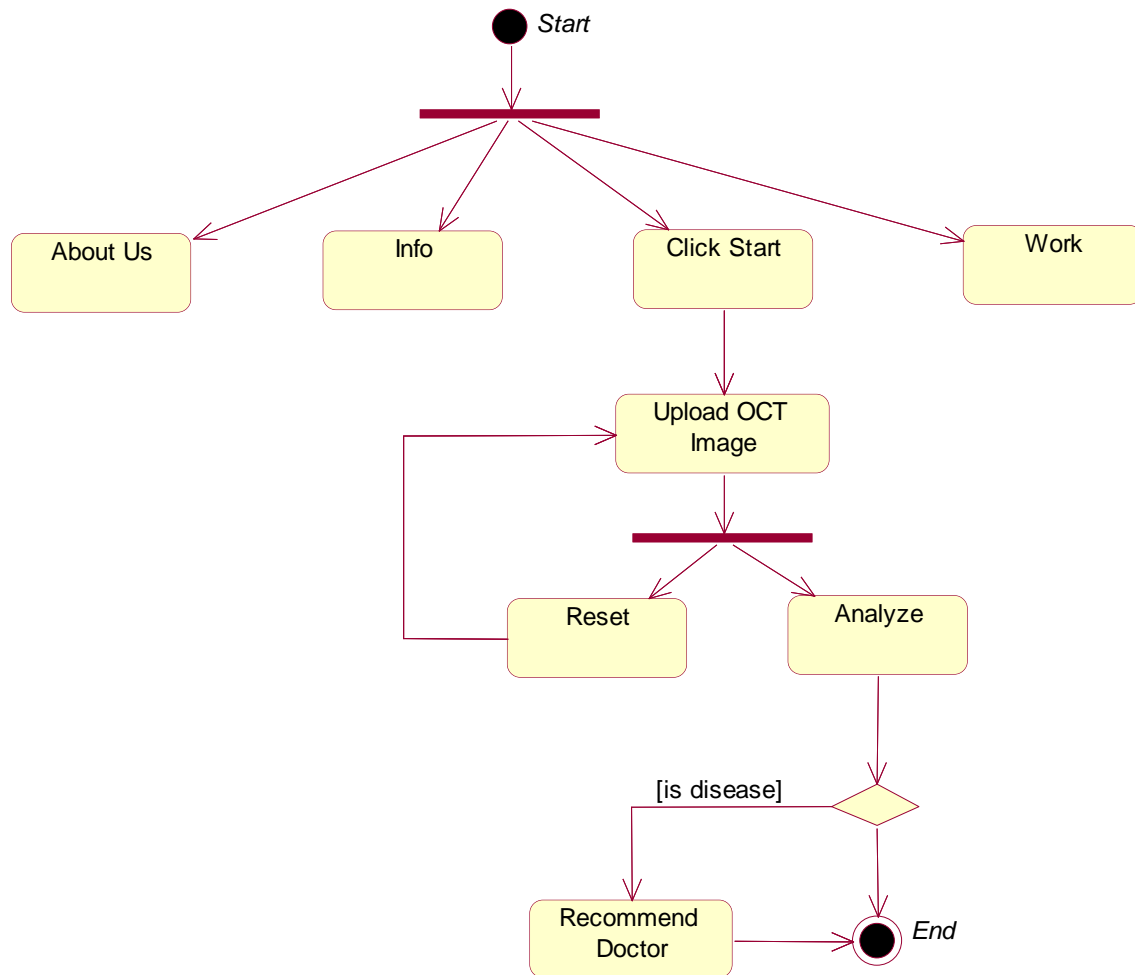 Start
About Us
Info
Click Start
Work
Upload OCT
Image
Reset
Analyze
[is disease]
Recommend
Doctor
End